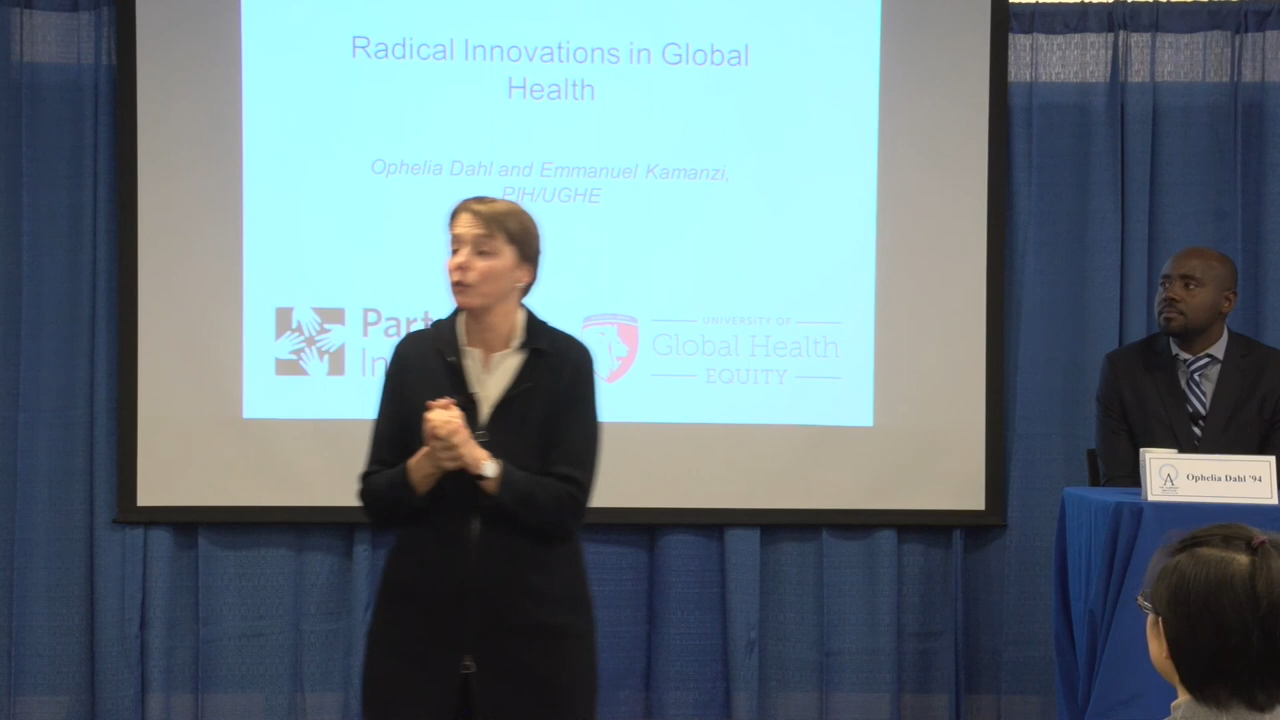 Radical Innovations in Global
Health
Ophelia Dahl and Emmanuel Kamanzi,
PIH/UGHE
Part
In
UNIVERSITY OF
Global Health
EQUITY
A
Ophelia Dahl '94